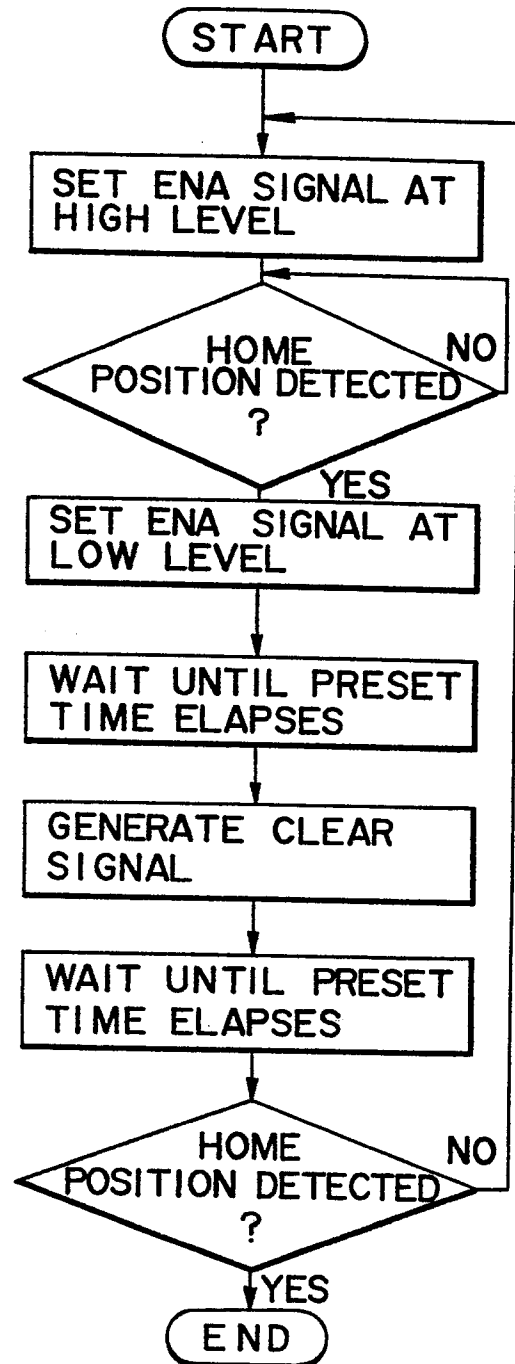 START
SET ENA SIGNAL AT
HIGH LEVEL
HOME
POSITION DETECTED
?
NO
YES
SET ENA SIGNAL AT
LOW LEVEL
WAIT UNTIL PRESET
TIME ELAPSES
GENERATE CLEAR
SIGNAL
WAIT UNTIL PRESET
TIME ELAPSES
HOME
POSITION DETECTED
?
NO
YES
END